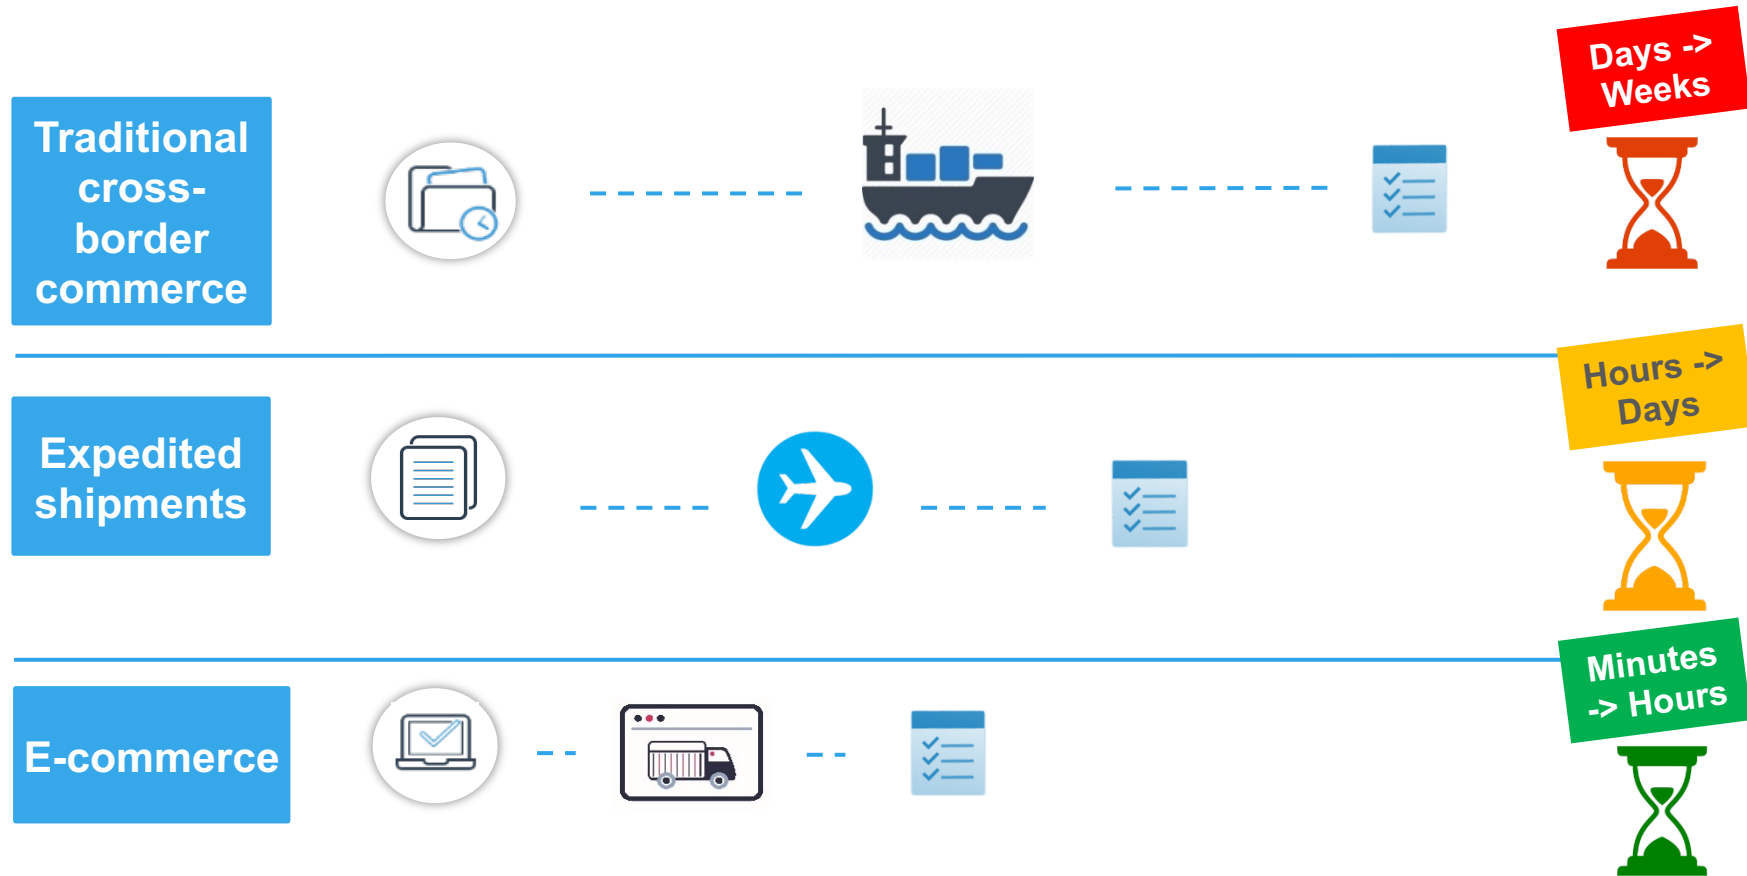 Days ->
Weeks
Traditional
cross-
border
commerce
Hours ->
Days
Expedited
shipments
Minutes
-> Hours
E-commerce